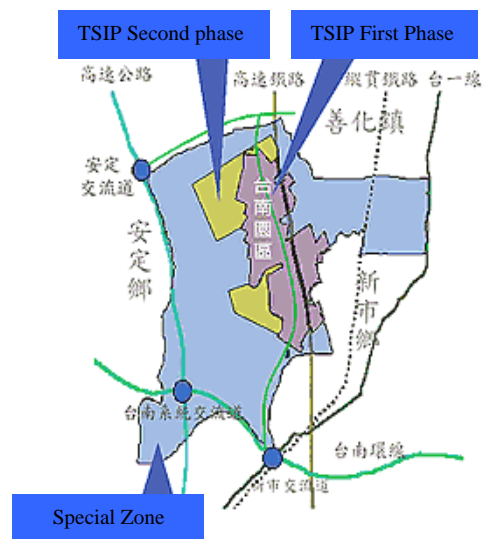 TSIP Second phase
TSIP First Phase
高速公路
高速鐵路
縱貫鐵路
台一線
善化鎮
安定
交流道
台南園區
安定鄉
新市鄉
台南系統交流道
台南環線
新市交流道
Special Zone